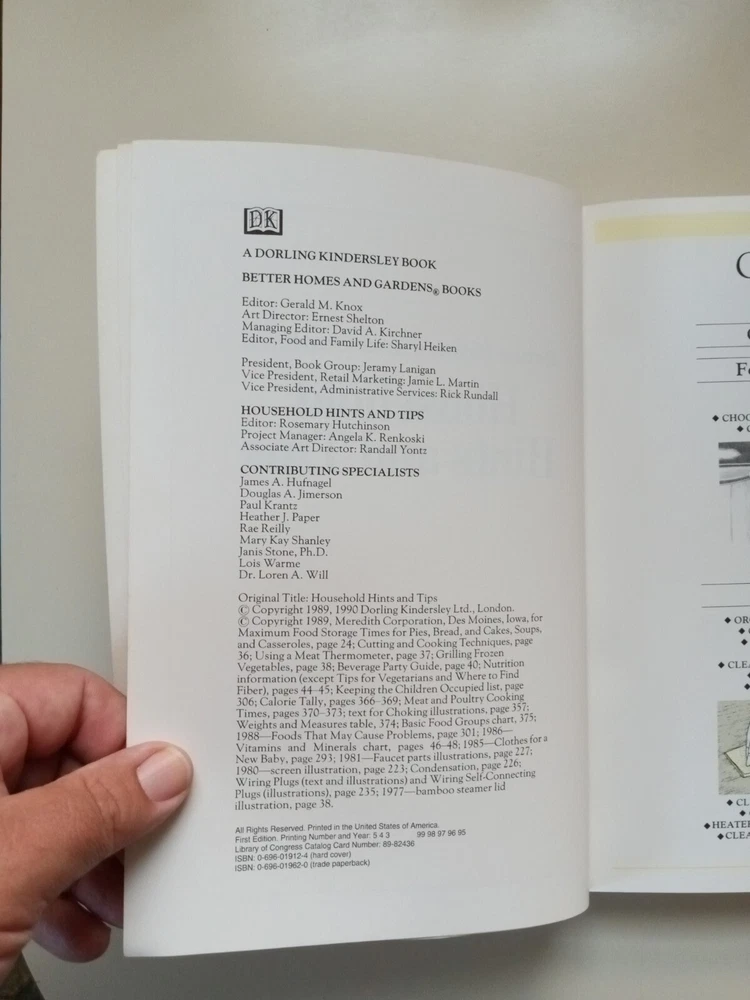 DK
A DORLING KINDERSLEY BOOK
BETTER HOMES AND GARDENS® BOOKS
Editor: Gerald M. Knox
Art Director: Ernest Shelton
Managing Editor: David A. Kirchner
Editor, Food and Family Life: Sharyl Heiken
President, Book Group: Jeramy Lanigan
Vice President, Retail Marketing: Jamie L. Martin
Vice President, Administrative Services: Rick Rundall
HOUSEHOLD HINTS AND TIPS
Editor: Rosemary Hutchinson
Project Manager: Angela K. Renkoski
Associate Art Director: Randall Yontz
CONTRIBUTING SPECIALISTS
James A. Hufnagel
Douglas A. Jimerson
Paul Krantz
Heather J. Paper
Rae Reilly
Mary Kay Shanley
Janis Stone, Ph.D.
Lois Warme
Dr. Loren A. Will
Original Title: Household Hints and Tips
© Copyright 1989, 1990 Dorling Kindersley Ltd., London.
© Copyright 1989, Meredith Corporation, Des Moines, Iowa, for
Maximum Food Storage Times for Pies, Bread, and Cakes, Soups,
and Casseroles, page 24; Cutting and Cooking Techniques, page
36; Using a Meat Thermometer, page 37; Grilling Frozen
Vegetables, page 38; Beverage Party Guide, page 40; Nutrition
information (except Tips for Vegetarians and Where to Find
Fiber), pages 44-45; Keeping the Children Occupied list, page
306; Calorie Tally, pages 366-369; Meat and Poultry Cooking
Times, pages 370-373; text for Choking illustrations, page 357;
Weights and Measures table, 374; Basic Food Groups chart, 375;
1988—Foods That May Cause Problems, page 301; 1986—
Vitamins and Minerals chart, pages 46-48; 1985—Clothes for a
New Baby, page 293; 1981—Faucet parts illustrations, page 227;
1980—screen illustration, page 223; Condensation, page 226;
Wiring Plugs (text and illustrations) and Wiring Self-Connecting
Plugs (illustrations), page 235; 1977—bamboo steamer lid
illustration, page 38.
All Rights Reserved. Printed in the United States of America.
First Edition. Printing Number and Year: 5 4 3 99 98 97 96 95
Library of Congress Catalog Card Number: 89-82436
ISBN: 0-696-01912-4 (hard cover)
ISBN: 0-696-01962-0 (trade paperback)